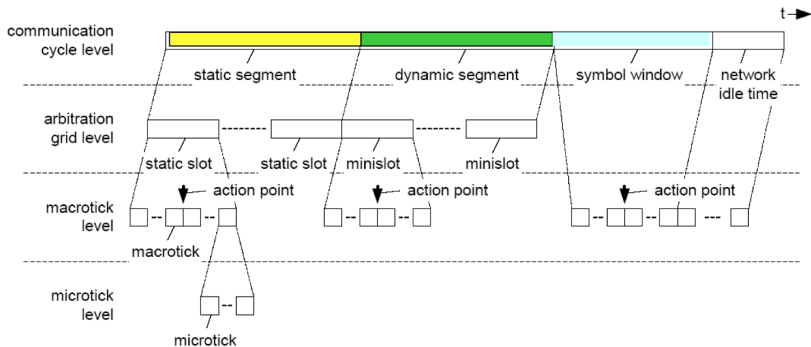 t
communication
cycle level
static segment
dynamic segment
symbol window
network
idle time
arbitration
grid level
static slot
static slot
minislot
minislot
action point
action point
action point
macrotick
level
macrotick
microtick
level
microtick